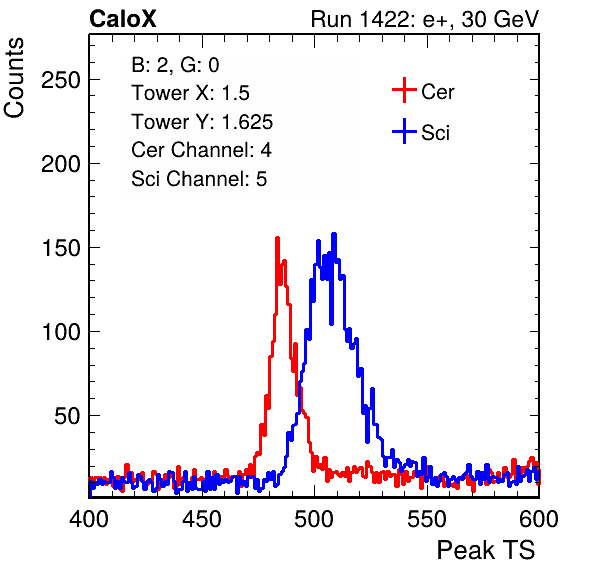 CaloX Run 1422: e+, 30 GeV
Counts
B: 2, G: 0
Tower X: 1.5
Tower Y: 1.625
Cer Channel: 4
Sci Channel: 5
Cer
Sci
250
200
150
100
50
400 450 500 550 600
Peak TS